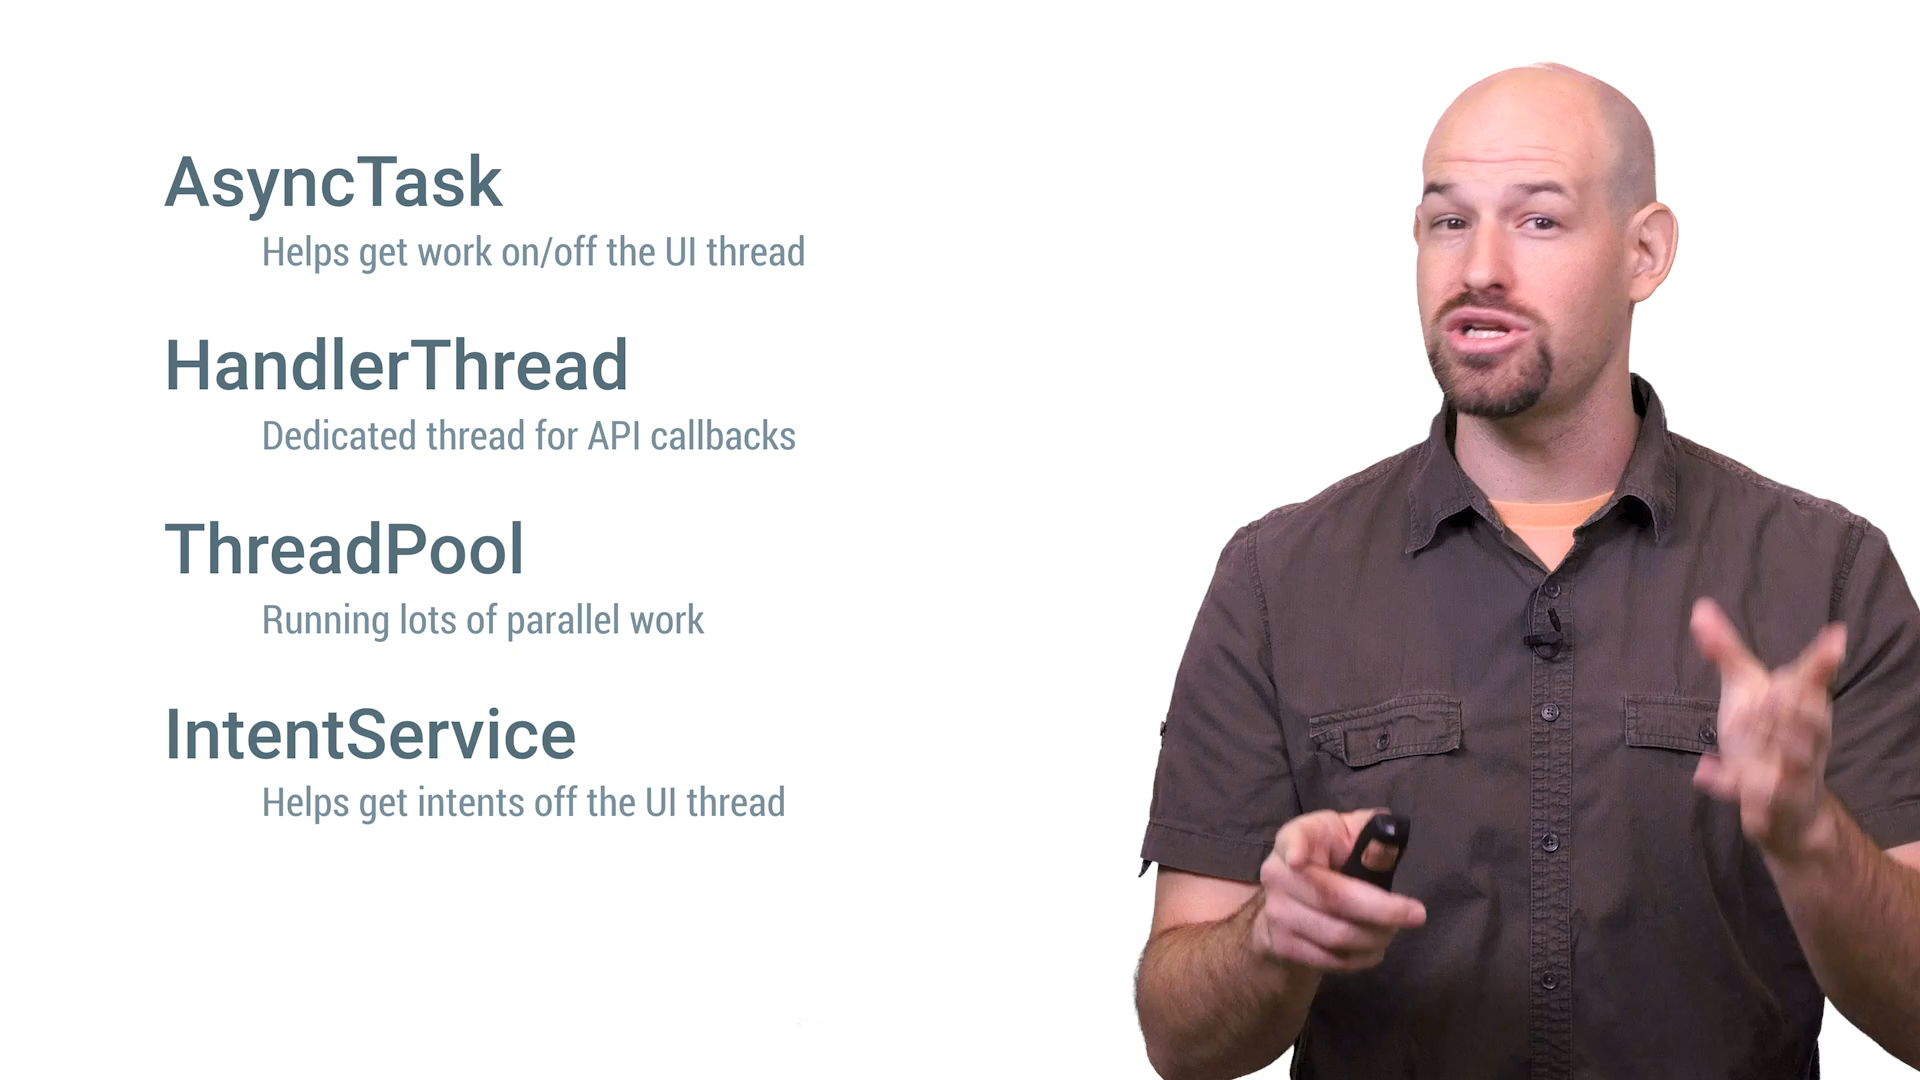 AsyncTask
Helps get work on/off the UI thread
HandlerThread
Dedicated thread for API callbacks
ThreadPool
Running lots of parallel work
IntentService
Helps get intents off the UI thread